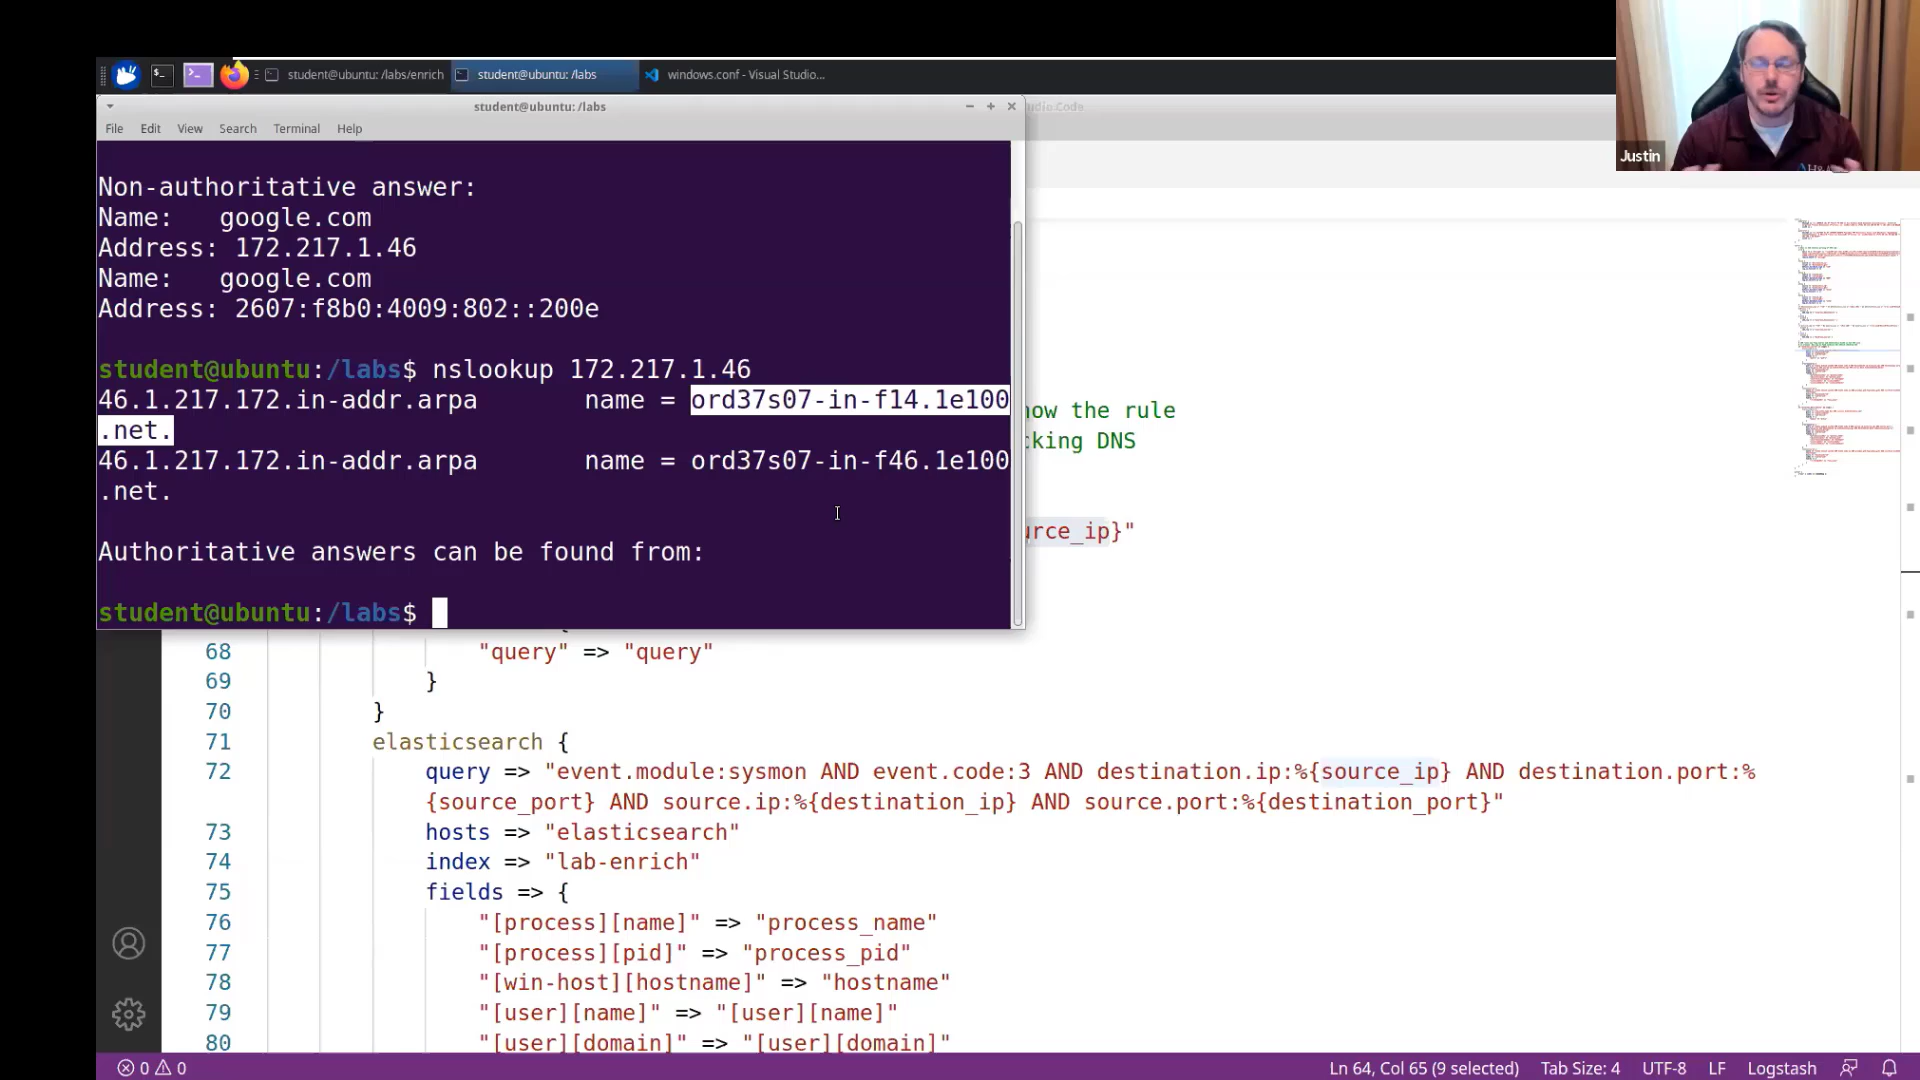 student@ubuntu: /labs/enrich
student@ubuntu: /labs
windows.conf - Visual Studio...
student@ubuntu: /labs
File Edit View Search Terminal Help
Non-authoritative answer:
Name: google.com
Address: 172.217.1.46
Name: google.com
Address: 2607:f8b0:4009:802::200e
student@ubuntu:/labs$ nslookup 172.217.1.46
46.1.217.172.in-addr.arpa name = ord37s07-in-f14.1e100
.net.
46.1.217.172.in-addr.arpa name = ord37s07-in-f46.1e100
.net.
Authoritative answers can be found from:
student@ubuntu:/labs$
Justin
Code
the rule
DNS
rce_ip}"
68 "query" => "query"
69 }
70 }
71 elasticsearch {
72 query => "event.module:sysmon AND event.code:3 AND destination.ip:%{source_ip} AND destination.port:%
{source_port} AND source.ip:%{destination_ip} AND source.port:%{destination_port}"
73 hosts => "elasticsearch"
74 index => "lab-enrich"
75 fields => {
76 "[process][name]" => "process_name"
77 "[process][pid]" => "process_pid"
78 "[win-host][hostname]" => "hostname"
79 "[user][name]" => "[user][name]"
80 "[user][domain]" => "[user][domain]"
0 0
Ln 64, Col 65 (9 selected) Tab Size: 4 UTF-8 LF Logstash